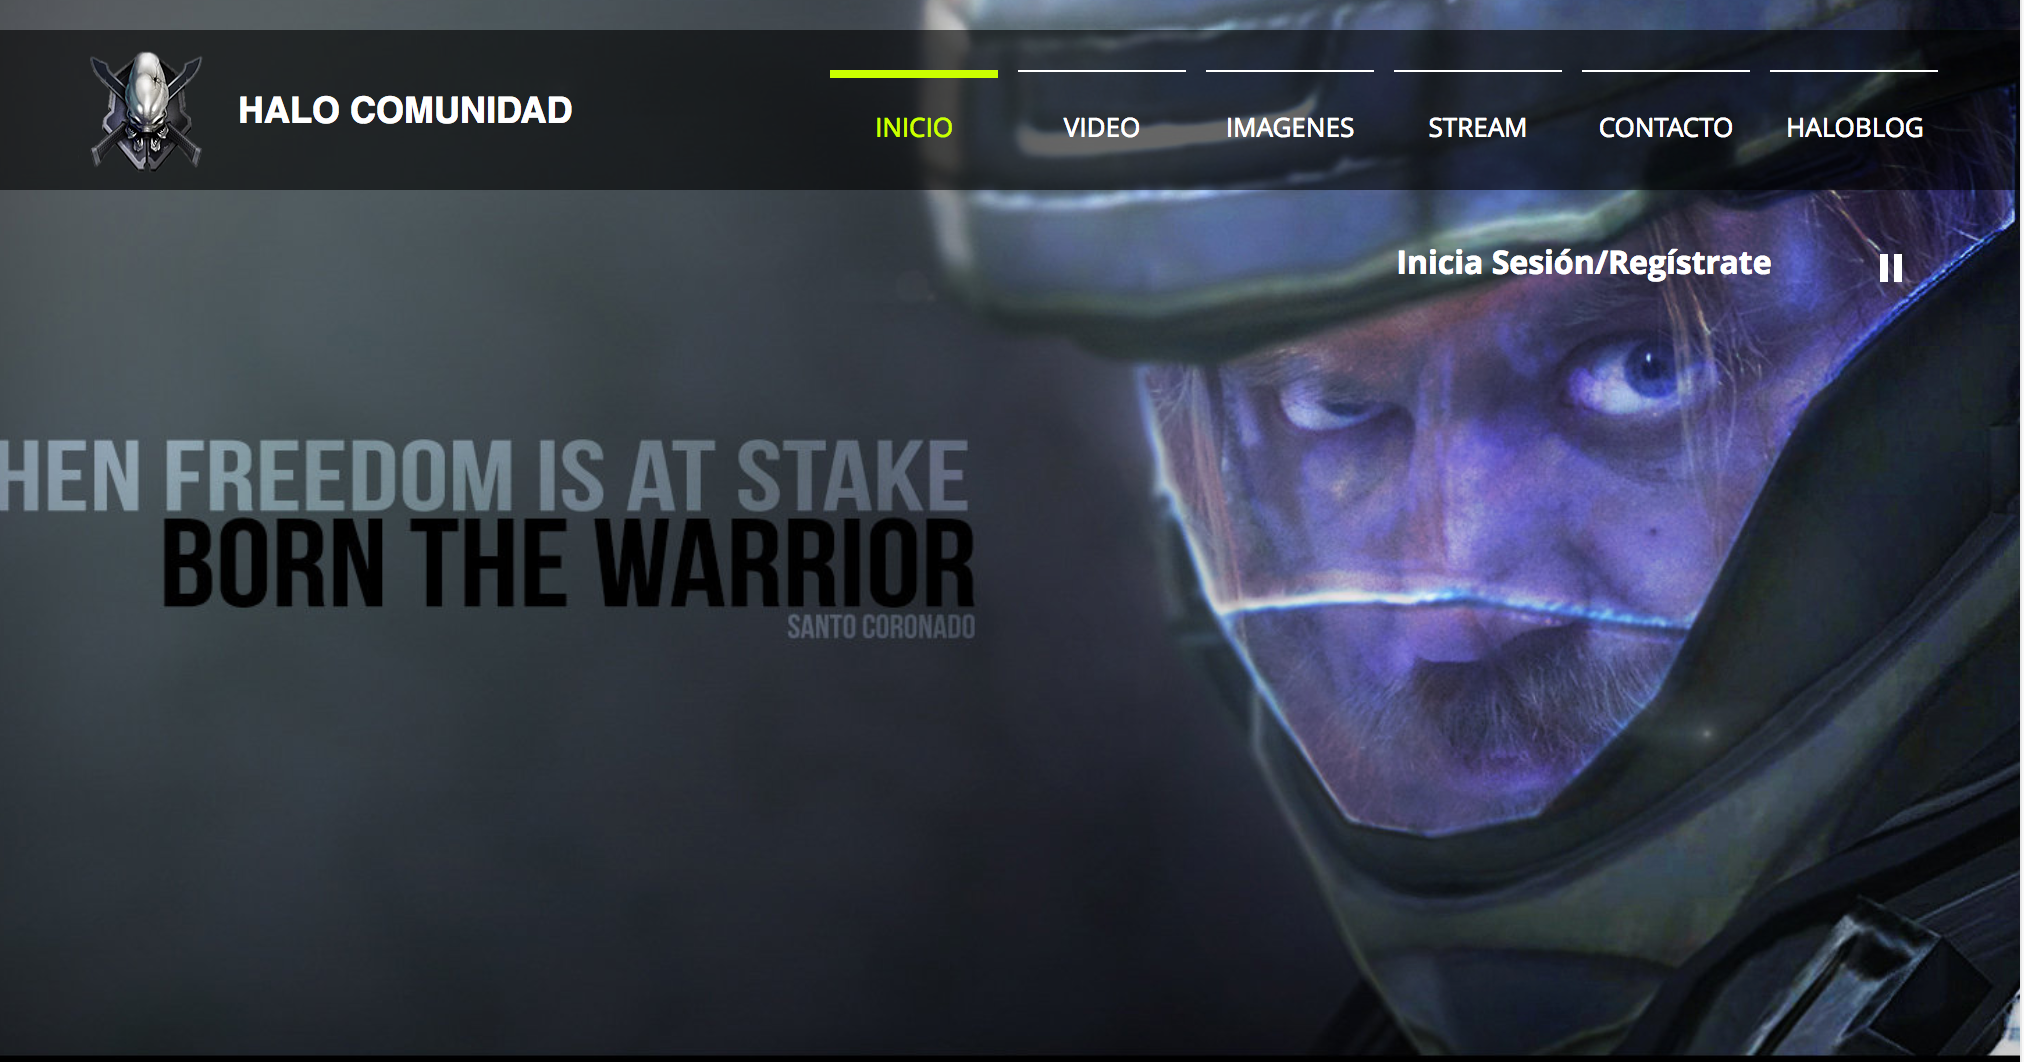 HALO COMUNIDAD
INICIO VIDEO IMAGENES STREAM CONTACTO HALOBLOG
Inicia Sesión/Regístrate
HEN FREEDOM IS AT STAKE
BORN THE WARRIOR
SANTO CORONADO